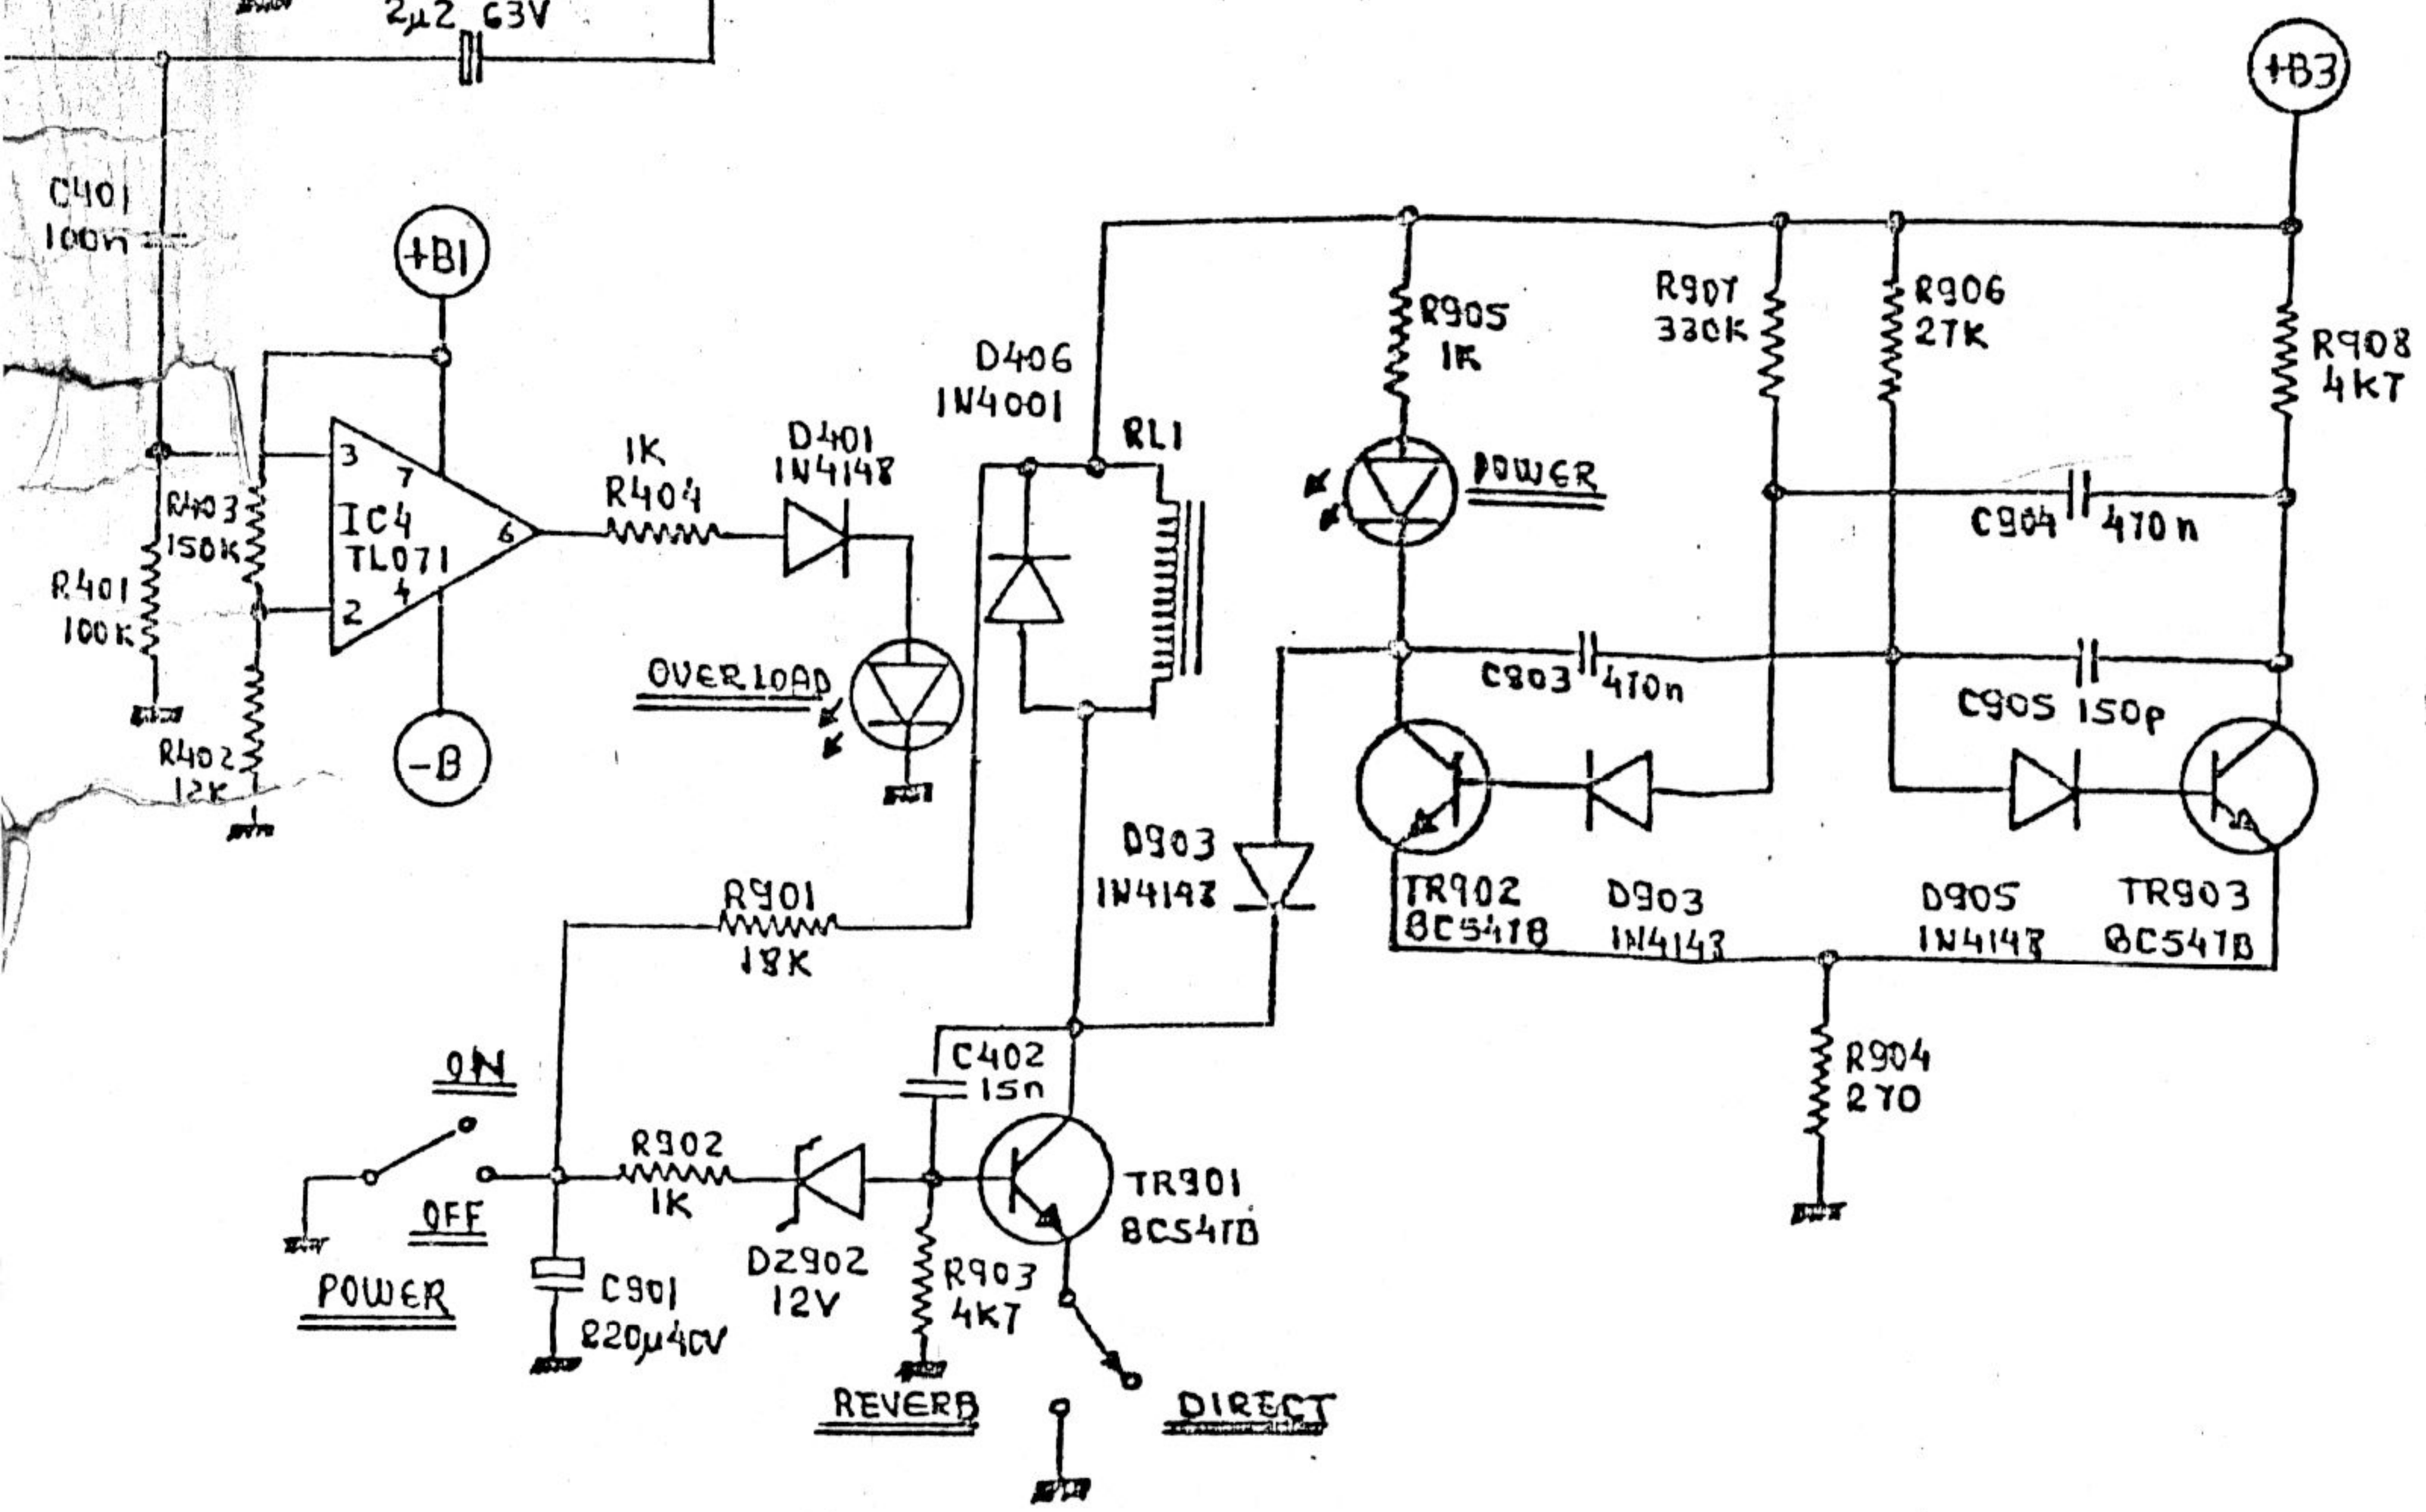 2µ2 63V
+B3
C401
100n
+B1
R907
330K
R906
27K
R905
1K
R908
4K7
D406
1N4001
RL1
1K
R404
D401
1N4148
POWER
3
7
R403
150K
IC4
TL071
6
4
2
C904 470n
R401
100K
OVERLOAD
C803 470n
C905 150p
R402
12K
-B
D903
1N4148
R901
18K
TR902
BC547B
D903
1N4148
D905
1N4148
TR903
BC547B
ON
C402
15n
R904
270
R902
1K
OFF
TR901
BC547B
POWER
C901
220µ40V
DZ902
12V
R903
4K7
REVERB
DIRECT